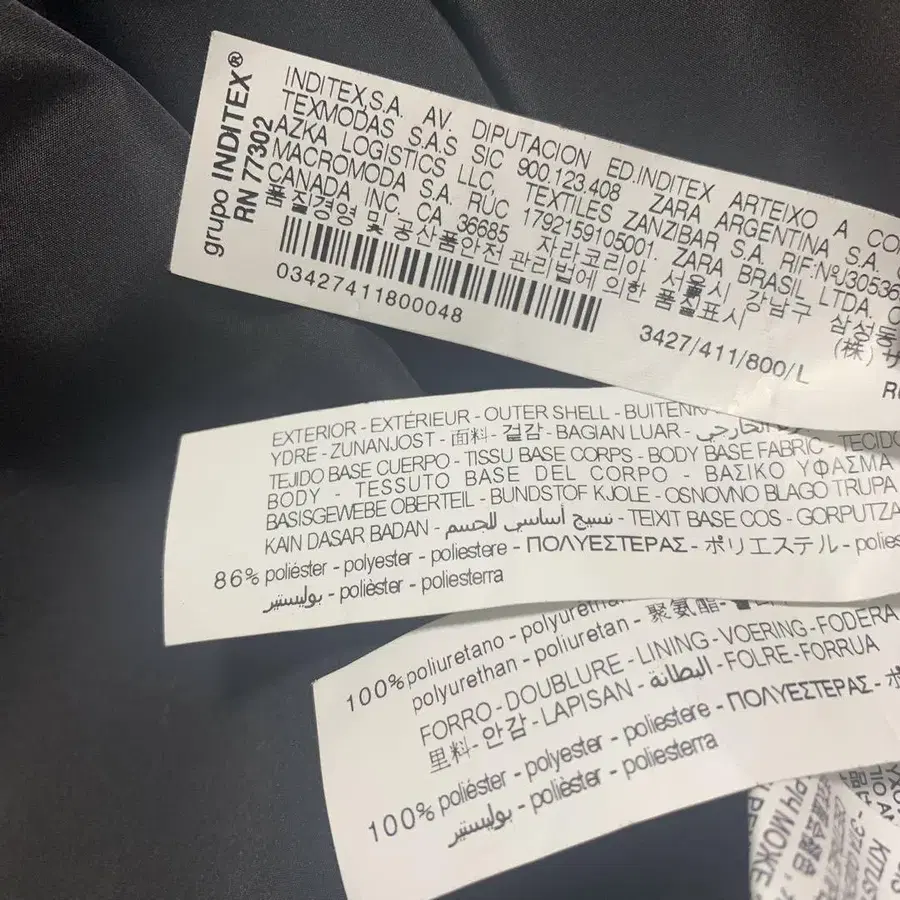 grupo INDITEX®
RN 77302
INDITEX,S.A. AV. DIPUTACION ED.INDITEX ARTEIXO A
TEXMODAS S.A.S SIC 900.123.408 ZARA ARGENTINA S.A.
AZKA LOGISTICS LLC, TEXTILES ZANZIBAR S.A. RIF:NºJ30536
MACROMODA S.A. RUC 1792159105001. ZARA BRASIL LTDA.
CANADA, INC. CA 36685 자라코리아 서울시 강남구 삼성동
품질경영 및 공산품안전 관리법에 의한 품질표시 (株)
03427411800048
3427/411/800/L
EXTERIOR - EXTÉRIEUR - OUTER SHELL -
YDRE - ZUNANJOST - 面料 - 겉감 - BAGIAN LUAR -
TEJIDO BASE CUERPO - TISSU BASE CORPS - BODY BASE FABRIC - TECIDO
BODY - TESSUTO BASE DEL CORPO - ΒΑΣΙΚΟ ΥΦΑΣΜΑ
BASISGEWEBE OBERTEIL - BUNDSTOF KJOLE - OSNOVNO BLAGO TRUPA
KAIN DASAR BADAN - نسيج أساسي للجسم - TEIXIT BASE COS - GORPUTZA
86% poliéster - polyester - poliestere - ΠΟΛΥΕΣΤΕΡΑΣ - ポリエステル -
بوليستير - polièster - poliesterra
100% poliuretano -
polyurethan - poliuretan - 聚氨酯 -
FORRO - DOUBLURE - LINING - VOERING - FODERA
里料 - 안감 - LAPISAN - البطانة - FOLRE - FORRUA
100% poliéster - polyester - poliestere - ΠΟΛΥΕΣΤΕΡΑΣ -
بوليستير - polièster - poliesterra
МОЖЕ